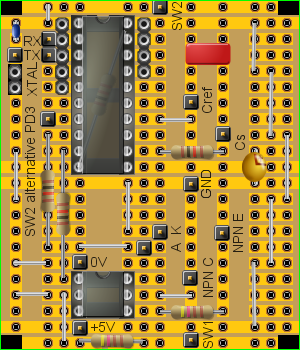 SW2
RX
TX
XTAL
Cref
SW2 alternative PD3
Cs
GND
A K
NPN E
0V
NPN C
+5V
SW1